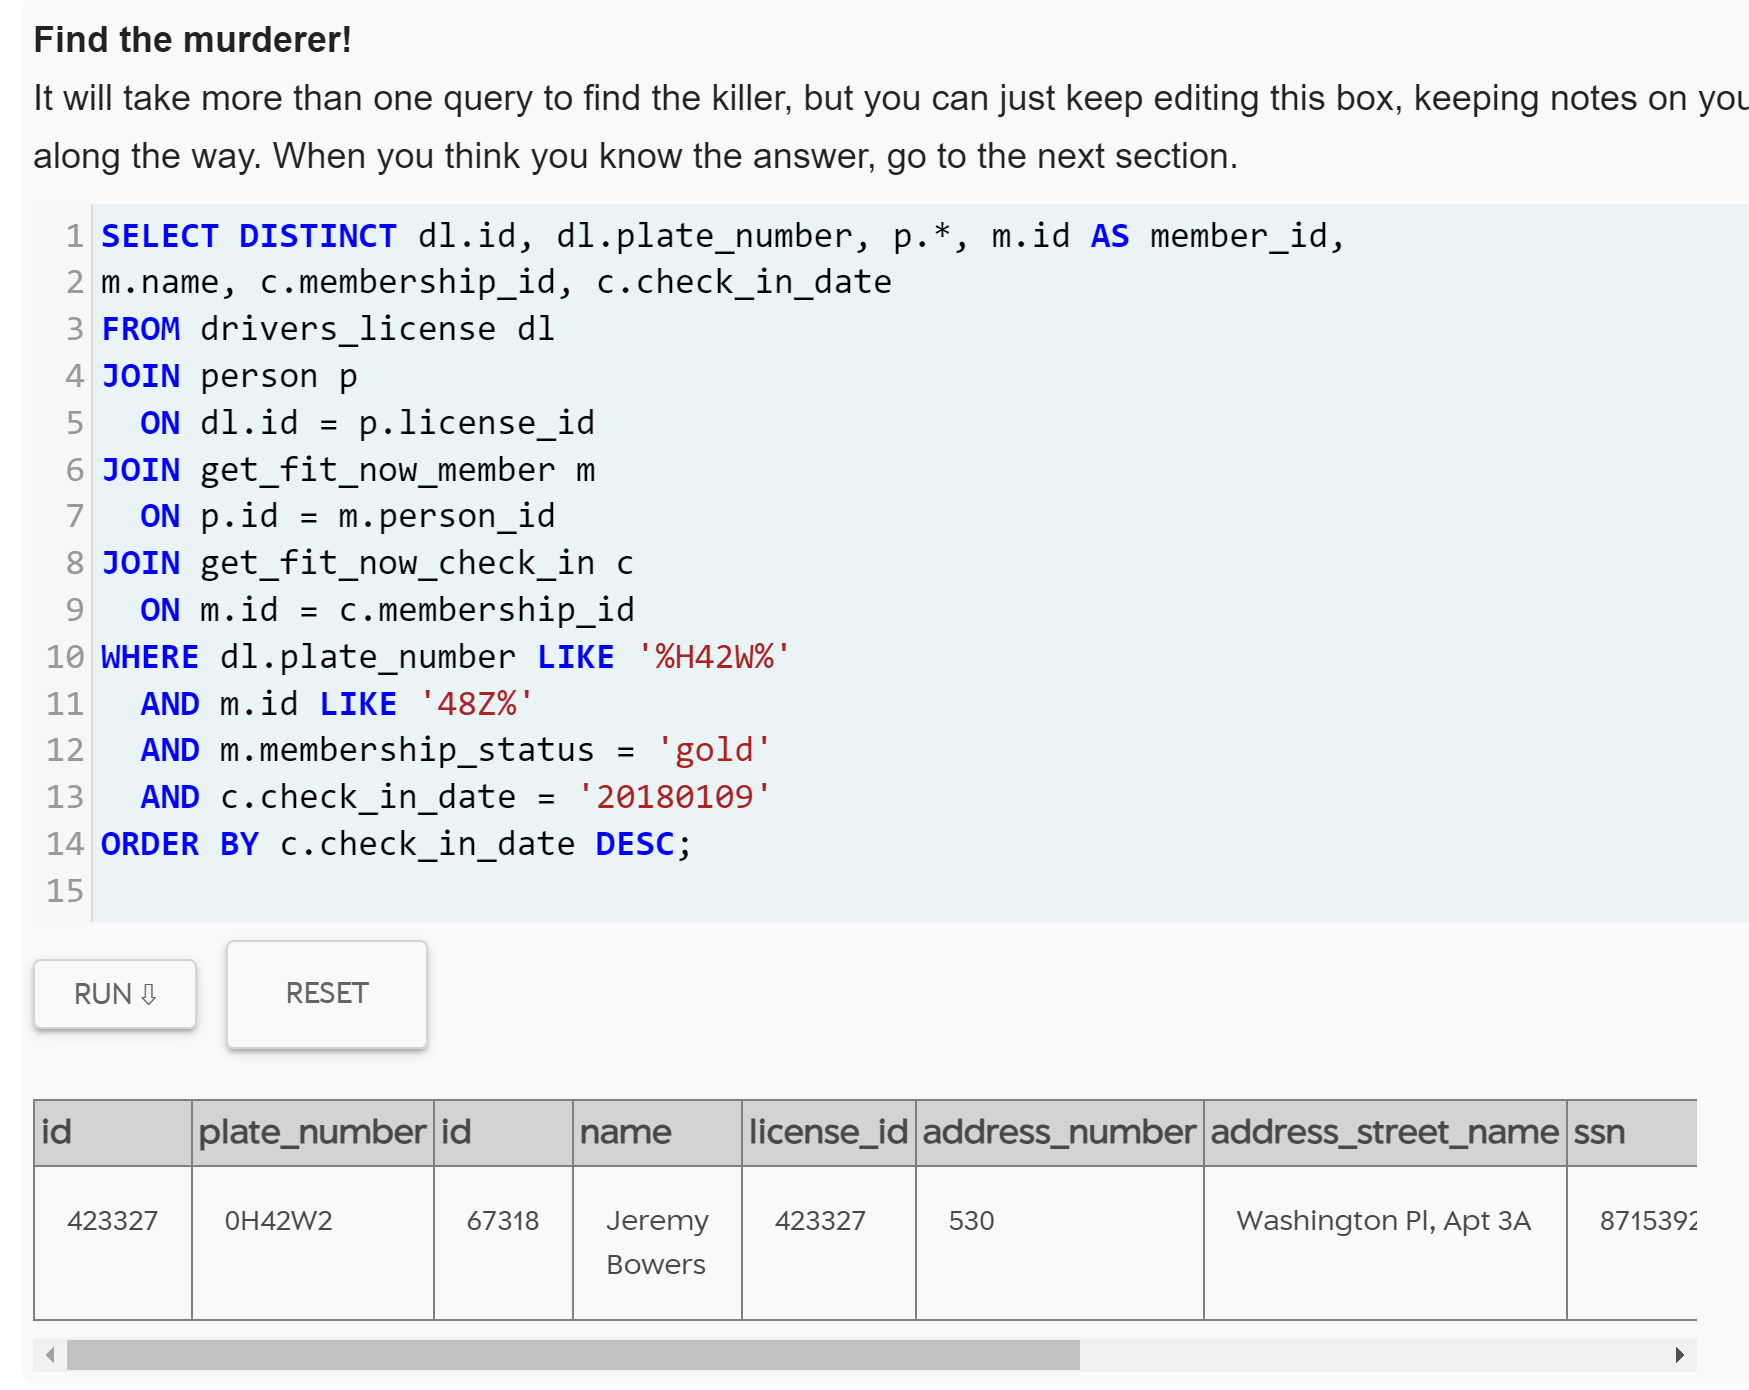 Find the murderer!
It will take more than one query to find the killer, but you can just keep editing this box, keeping notes on you
along the way. When you think you know the answer, go to the next section.
1 SELECT DISTINCT dl.id, dl.plate_number, p.*, m.id AS member_id,
2 m.name, c.membership_id, c.check_in_date
3 FROM drivers_license dl
4 JOIN person p
5   ON dl.id = p.license_id
6 JOIN get_fit_now_member m
7   ON p.id = m.person_id
8 JOIN get_fit_now_check_in c
9   ON m.id = c.membership_id
10 WHERE dl.plate_number LIKE '%H42W%'
11   AND m.id LIKE '48Z%'
12   AND m.membership_status = 'gold'
13   AND c.check_in_date = '20180109'
14 ORDER BY c.check_in_date DESC;
15
RUN ⇩ RESET
id plate_number id name license_id address_number address_street_name ssn
423327 0H42W2 67318 Jeremy 423327 530 Washington Pl, Apt 3A 8715392
Bowers